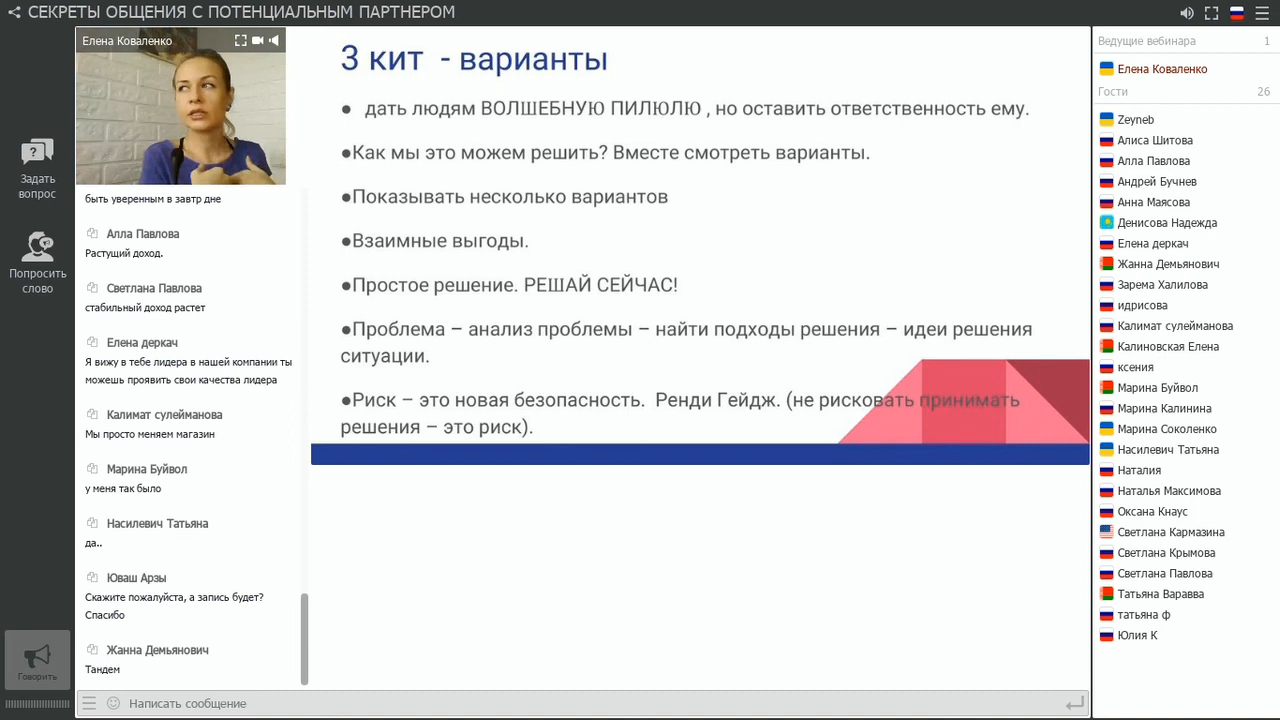 СЕКРЕТЫ ОБЩЕНИЯ С ПОТЕНЦИАЛЬНЫМ ПАРТНЕРОМ
Задать
вопрос
Попросить
слово
Говорить
Елена Коваленко
быть уверенным в завтр дне
Алла Павлова
Растущий доход.
Светлана Павлова
стабильный доход растет
Елена деркач
Я вижу в тебе лидера в нашей компании ты
можешь проявить свои качества лидера
Калимат сулейманова
Мы просто меняем магазин
Марина Буйвол
у меня так было
Насилевич Татьяна
да..
Юваш Арзы
Скажите пожалуйста, а запись будет?
Спасибо
Жанна Демьянович
Тандем
Написать сообщение
3 кит - варианты
● дать людям ВОЛШЕБНУЮ ПИЛЮЛЮ , но оставить ответственность ему.
●Как мы это можем решить? Вместе смотреть варианты.
●Показывать несколько вариантов
●Взаимные выгоды.
●Простое решение. РЕШАЙ СЕЙЧАС!
●Проблема – анализ проблемы – найти подходы решения – идеи решения
ситуации.
●Риск – это новая безопасность. Ренди Гейдж. (не рисковать принимать
решения – это риск).
Ведущие вебинара 1
Елена Коваленко
Гости 26
Zeyneb
Алиса Шитова
Алла Павлова
Андрей Бучнев
Анна Маясова
Денисова Надежда
Елена деркач
Жанна Демьянович
Зарема Халилова
идрисова
Калимат сулейманова
Калиновская Елена
ксения
Марина Буйвол
Марина Калинина
Марина Соколенко
Насилевич Татьяна
Наталия
Наталья Максимова
Оксана Кнаус
Светлана Кармазина
Светлана Крымова
Светлана Павлова
Татьяна Варавва
татьяна ф
Юлия К